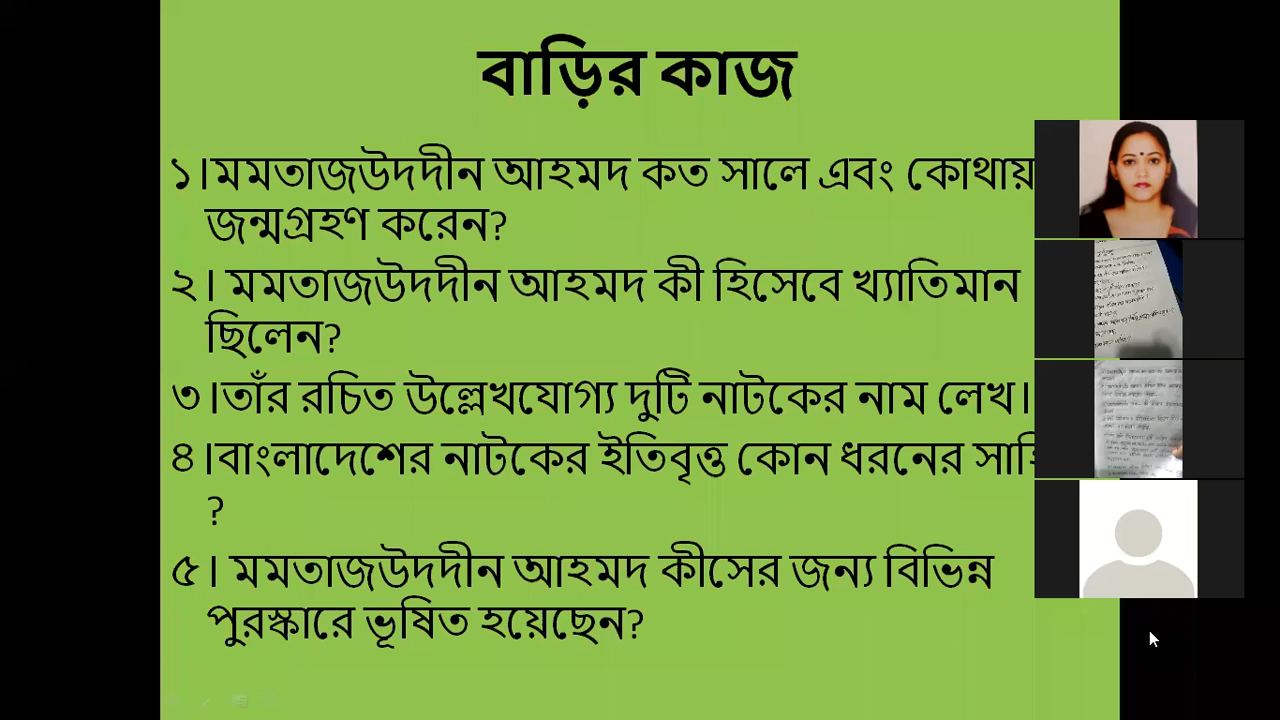 বাড়ির কাজ
১।মমতাজউদদীন আহমদ কত সালে এবং কোথায়
জন্মগ্রহণ করেন?
২। মমতাজউদদীন আহমদ কী হিসেবে খ্যাতিমান
ছিলেন?
৩।তাঁর রচিত উল্লেখযোগ্য দুটি নাটকের নাম লেখ।
৪।বাংলাদেশের নাটকের ইতিবৃত্ত কোন ধরনের
?
৫। মমতাজউদদীন আহমদ কীসের জন্য বিভিন্ন
পুরস্কারে ভূষিত হয়েছেন?